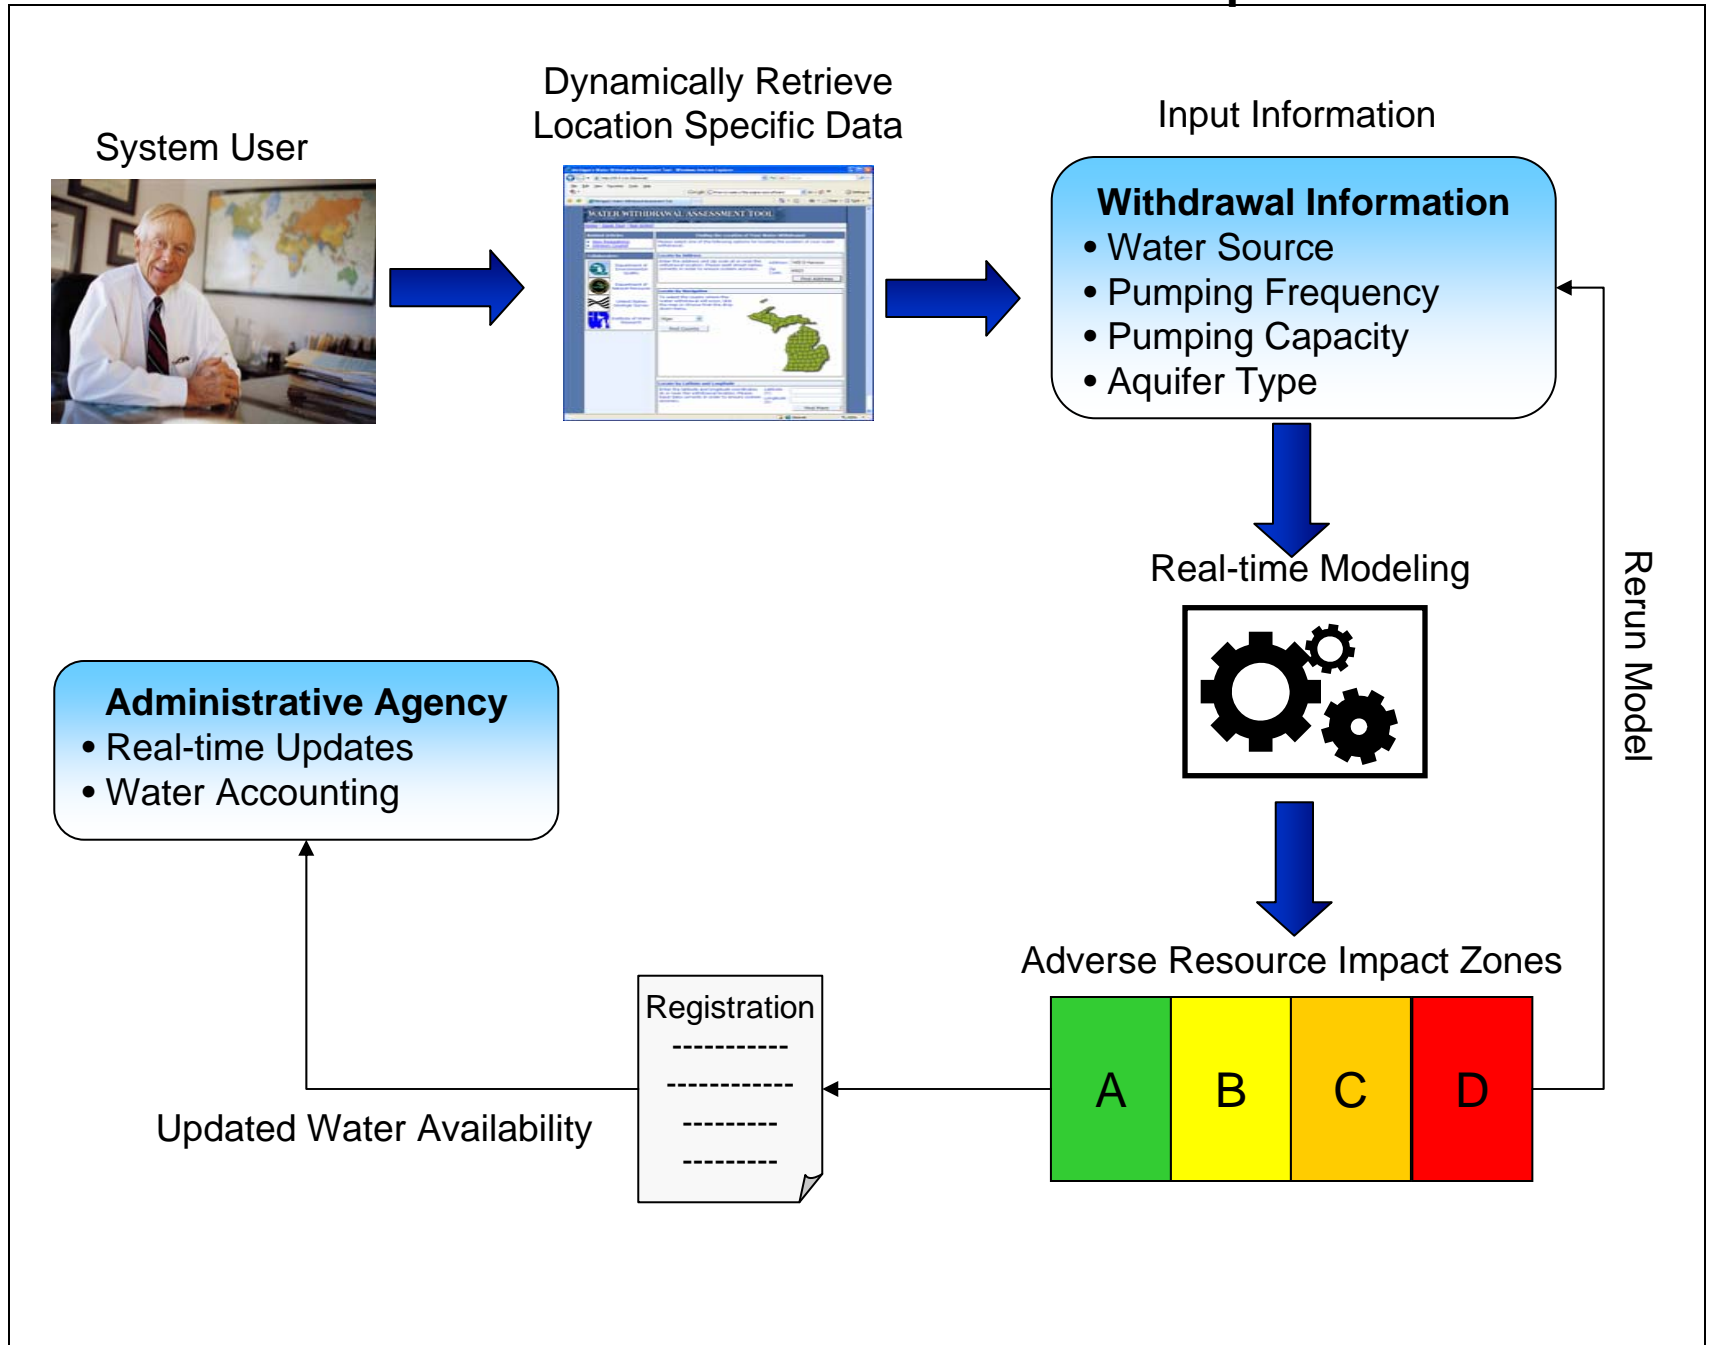 System User
Dynamically Retrieve
Location Specific Data
Input Information
WATER WITHDRAWAL ASSESSMENT TOOL
Withdrawal Information
• Water Source
• Pumping Frequency
• Pumping Capacity
• Aquifer Type
Real-time Modeling
Rerun Model
Administrative Agency
• Real-time Updates
• Water Accounting
Adverse Resource Impact Zones
A B C D
Registration
Updated Water Availability